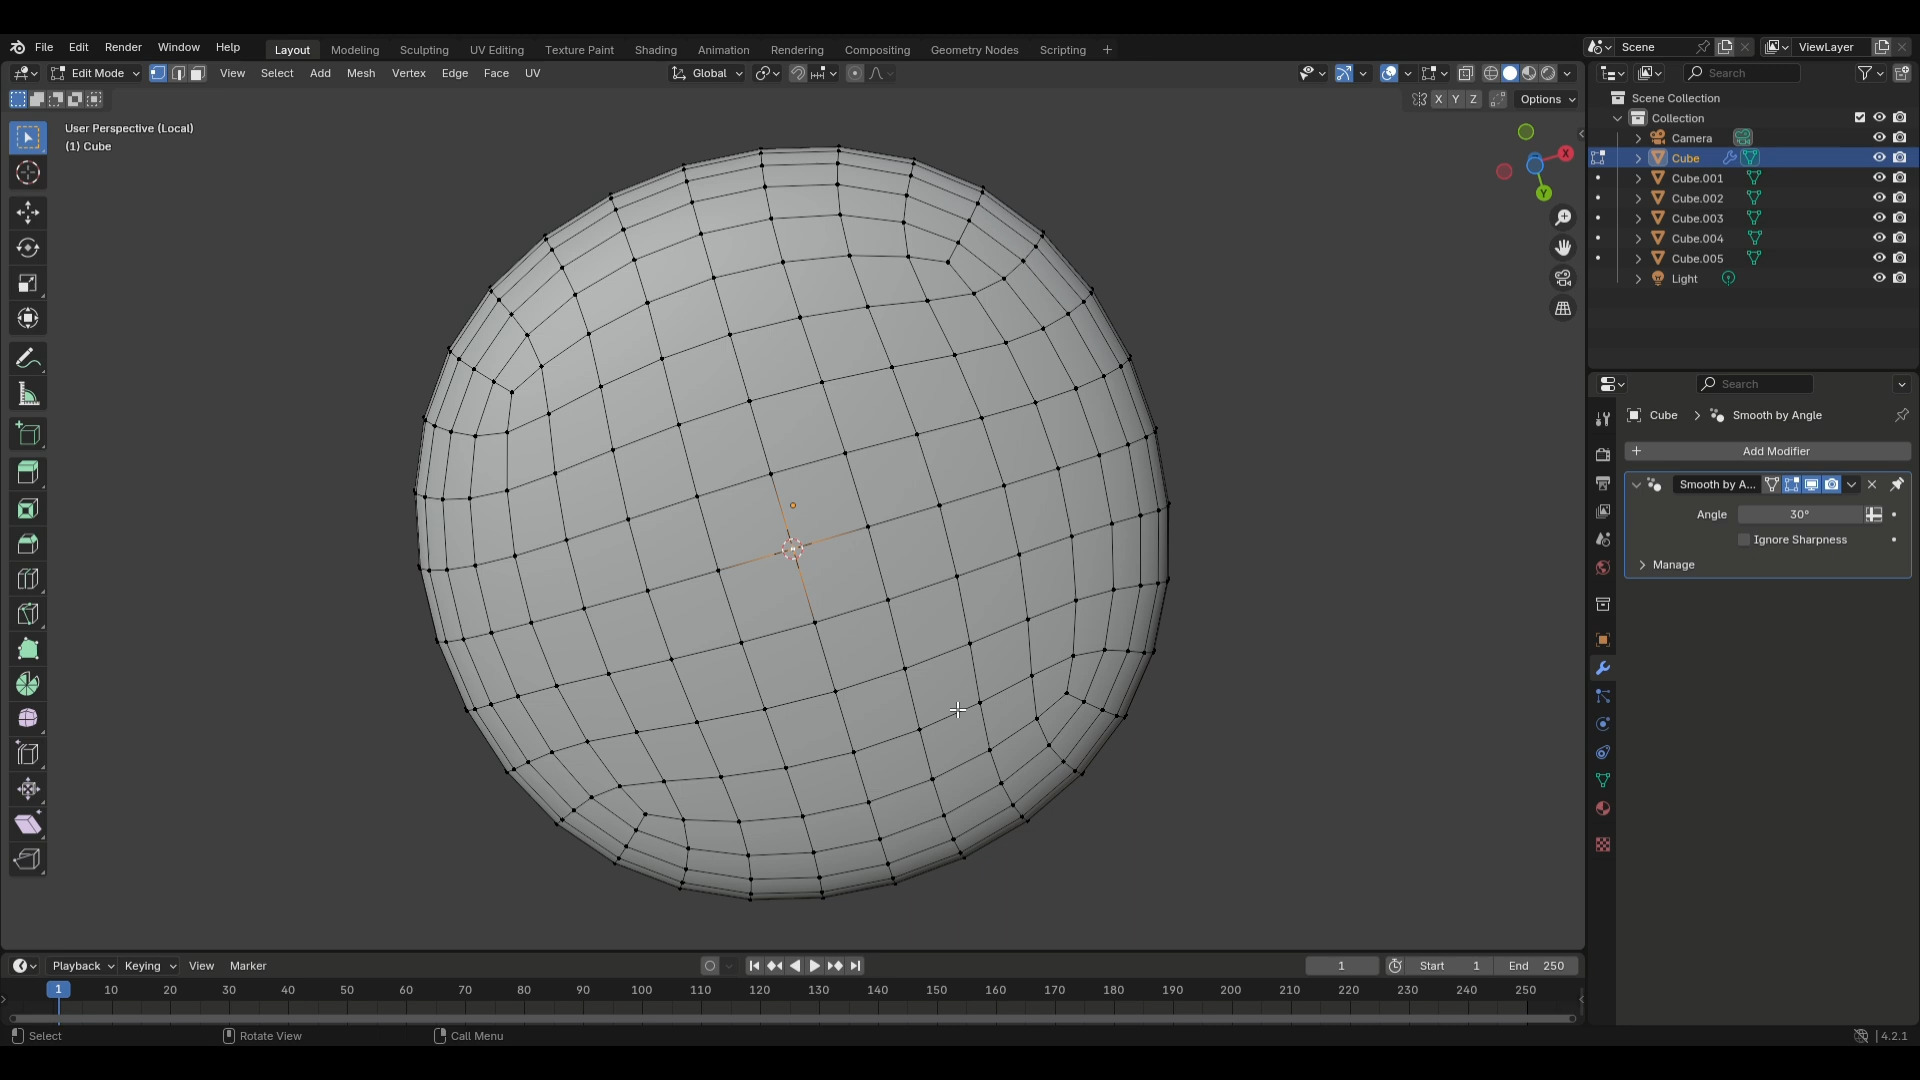 File Edit Render Window Help
Layout Modeling Sculpting UV Editing Texture Paint Shading Animation Rendering Compositing Geometry Nodes Scripting +
Scene
ViewLayer
Edit Mode View Select Add Mesh Vertex Edge Face UV
Global
Search
X Y Z Options
Scene Collection
Collection
User Perspective (Local)
(1) Cube
Camera
Cube
Cube.001
Cube.002
Cube.003
Cube.004
Cube.005
Light
X
Y
Search
Cube > Smooth by Angle
+ Add Modifier
Smooth by A...
Angle 30°
Ignore Sharpness
Manage
Playback Keying View Marker
1 Start 1 End 250
1 10 20 30 40 50 60 70 80 90 100 110 120 130 140 150 160 170 180 190 200 210 220 230 240 250
Select Rotate View Call Menu
4.2.1